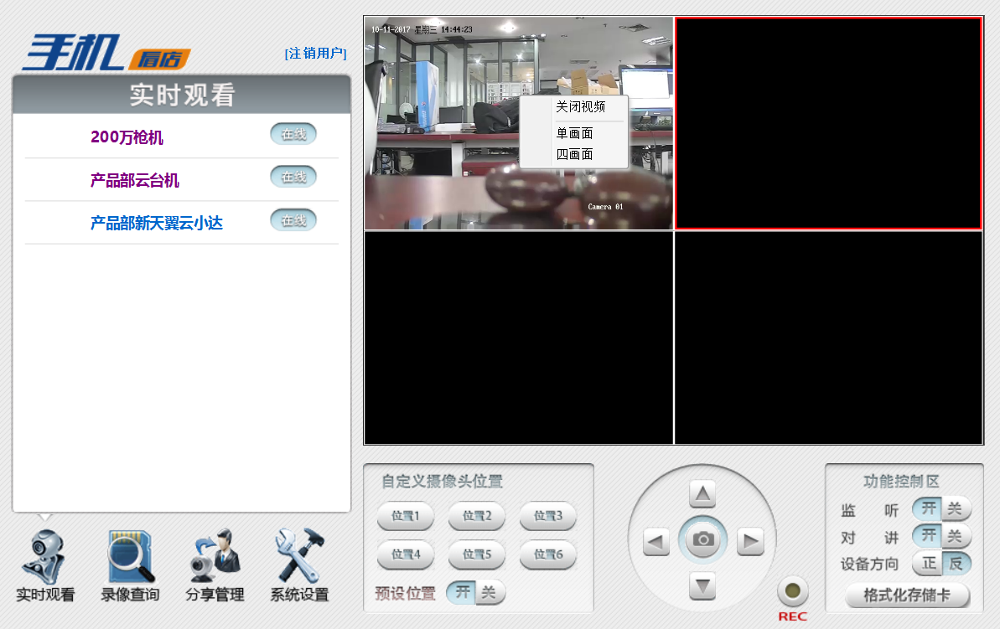 手机看店
[注销用户]
实时观看
200万枪机 在线
产品部云台机 在线
产品部新天翼云小达 在线
10-11-2017 星期三 14:44:23
关闭视频
单画面
四画面
Camera 01
自定义摄像头位置
位置1 位置2 位置3
位置4 位置5 位置6
预设位置 开 关
REC
功能控制区
监 听 开 关
对 讲 开 关
设备方向 正 反
格式化存储卡
实时观看 录像查询 分享管理 系统设置